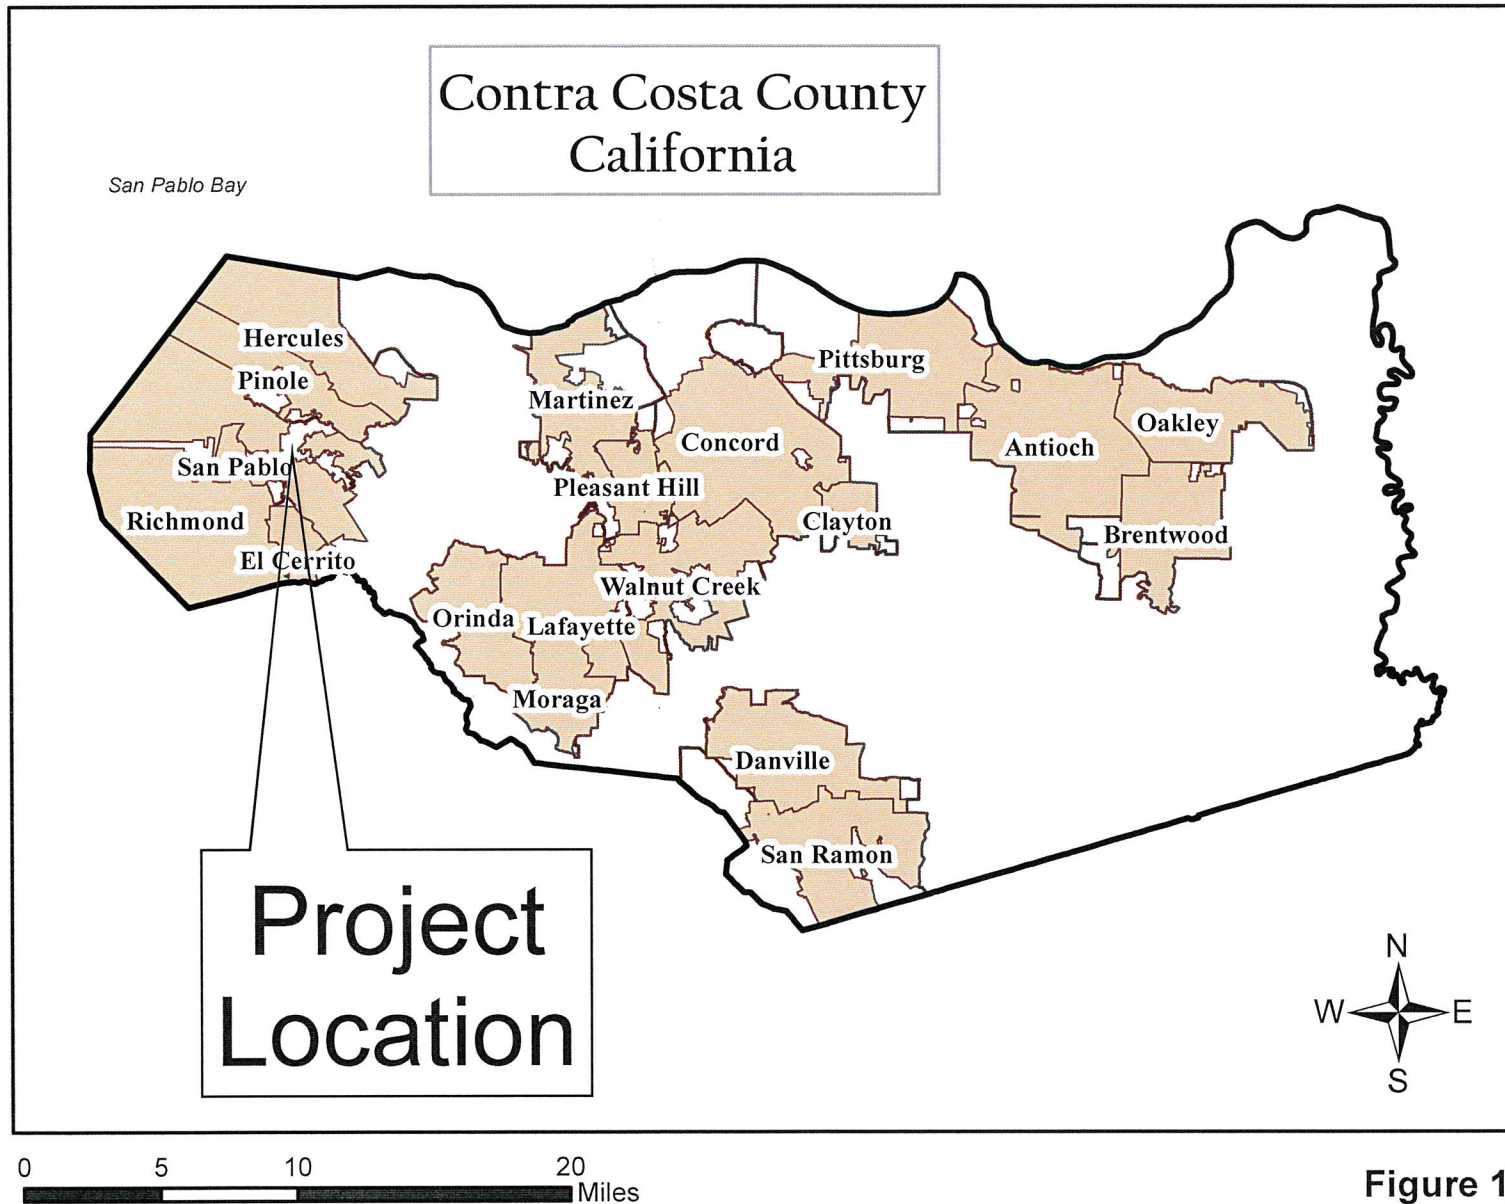 Contra Costa County
California
San Pablo Bay
Hercules
Pinole
Pittsburg
Martinez
Oakley
Concord
Antioch
San Pablo
Pleasant Hill
Richmond
Clayton
Brentwood
El Cerrito
Walnut Creek
Orinda
Lafayette
Moraga
Danville
San Ramon
Project
Location
N
W E
S
0 5 10 20
Miles
Figure 1